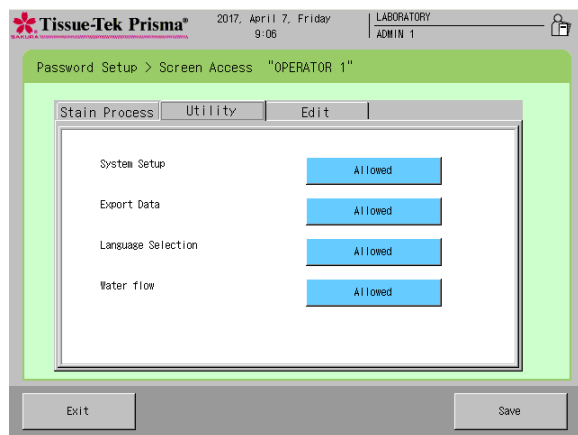 Tissue-Tek Prisma®
SAKURA
2017, April 7, Friday
9:06
LABORATORY
ADMIN 1
Password Setup > Screen Access "OPERATOR 1"
Stain Process
Utility
Edit
System Setup
Allowed
Export Data
Allowed
Language Selection
Allowed
Water flow
Allowed
Exit
Save